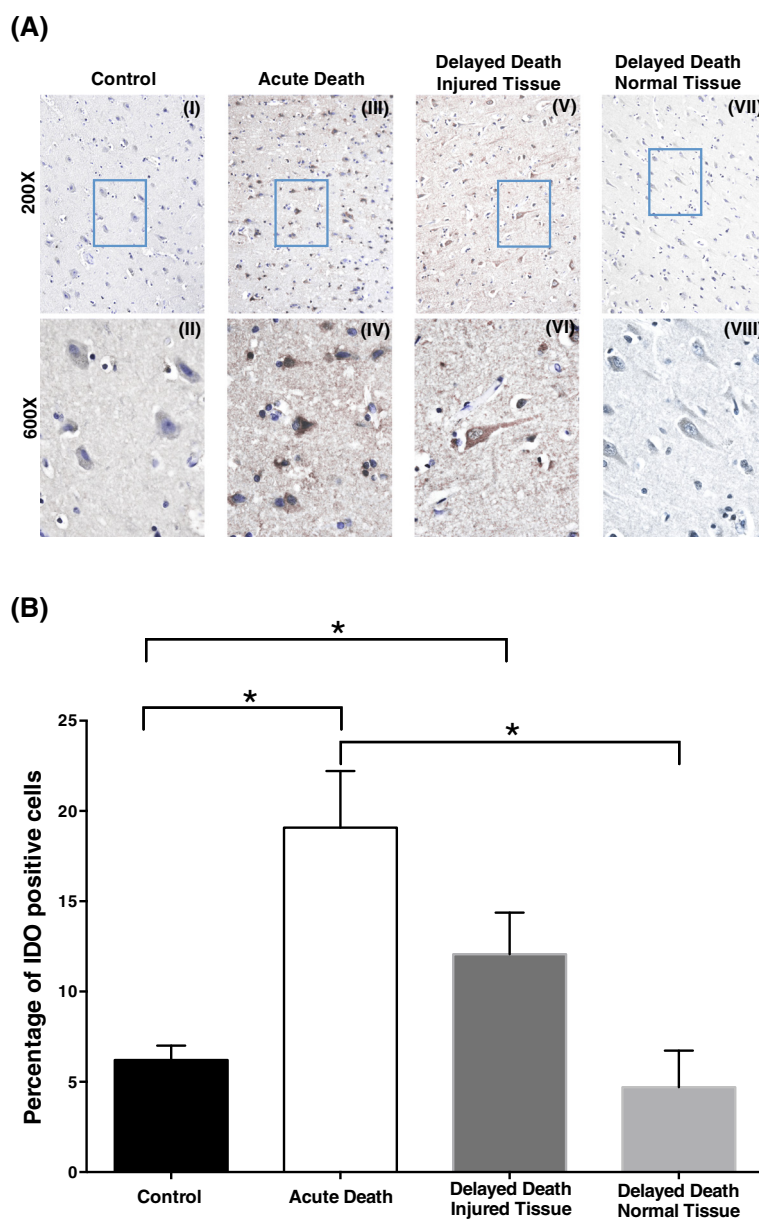 (A)
Control
Acute Death
Delayed Death
Injured Tissue
Delayed Death
Normal Tissue
200X
(I)
(III)
(V)
(VII)
600X
(II)
(IV)
(VI)
(VIII)
(B)
*
*
*
Percentage of IDO positive cells
25
20
15
10
5
0
Control
Acute Death
Delayed Death
Injured Tissue
Delayed Death
Normal Tissue